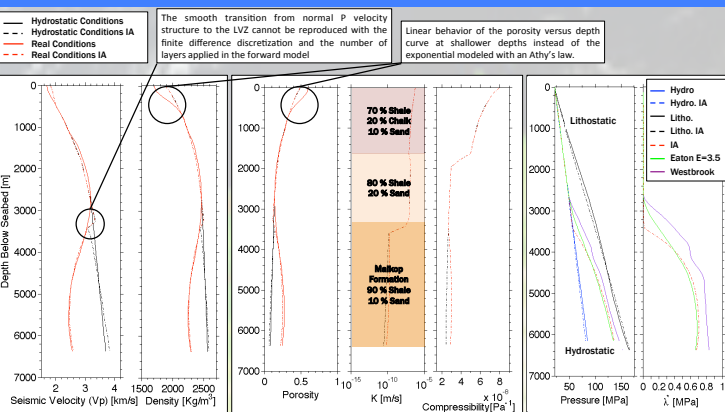 Hydrostatic Conditions
Hydrostatic Conditions IA
Real Conditions
Real Conditions IA
The smooth transition from normal P velocity
structure to the LVZ cannot be reproduced with the
finite difference discretization and the number of
layers applied in the forward model
Linear behavior of the porosity versus depth
curve at shallower depths instead of the
exponential modeled with an Athy's law.
Depth Below Seabed [m]
0
1000
2000
3000
4000
5000
6000
7000
2 3 4
Seismic Velocity (Vp) [km/s]
1500 2000 2500
Density [Kg/m³]
0
1000
2000
3000
4000
5000
6000
7000
0 0.5 1
Porosity
70 % Shale
20 % Chalk
10 % Sand
80 % Shale
20 % Sand
Maikop
Formation
90 % Shale
10 % Sand
10⁻¹⁵ 10⁻¹⁰ 10⁻⁵
K [m/s]
2 4 6 8
x 10⁻⁸
Compressibility[Pa⁻¹]
Hydro
Hydro. IA
Litho.
Litho. IA
IA
Eaton E=3.5
Westbrook
0
1000
2000
3000
4000
5000
6000
7000
Lithostatic
Hydrostatic
50 100 150
Pressure [MPa]
0 0.2 0.4 0.6 0.8 1
λ* [MPa]